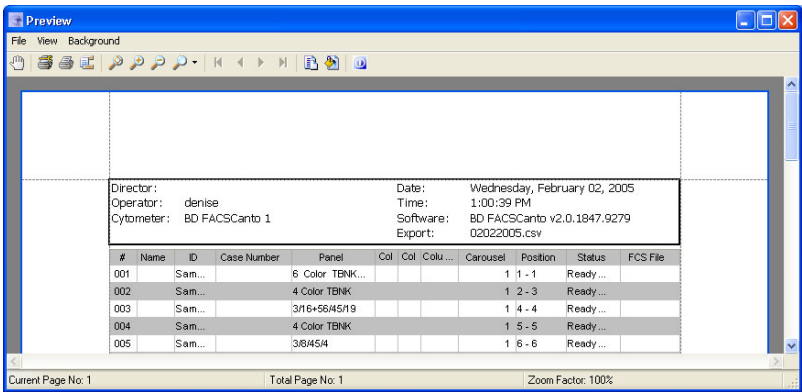 Preview
File View Background
Director: Date: Wednesday, February 02, 2005
Operator: denise Time: 1:00:39 PM
Cytometer: BD FACSCanto 1 Software: BD FACSCanto v2.0.1847.9279
Export: 02022005.csv
# Name ID Case Number Panel Col Col Colu... Carousel Position Status FCS File
001 Sam... 6 Color TBNK... 1 1 - 1 Ready...
002 Sam... 4 Color TBNK 1 2 - 3 Ready...
003 Sam... 3/16+56/45/19 1 4 - 4 Ready...
004 Sam... 4 Color TBNK 1 5 - 5 Ready...
005 Sam... 3/8/45/4 1 6 - 6 Ready...
Current Page No: 1 Total Page No: 1 Zoom Factor: 100%